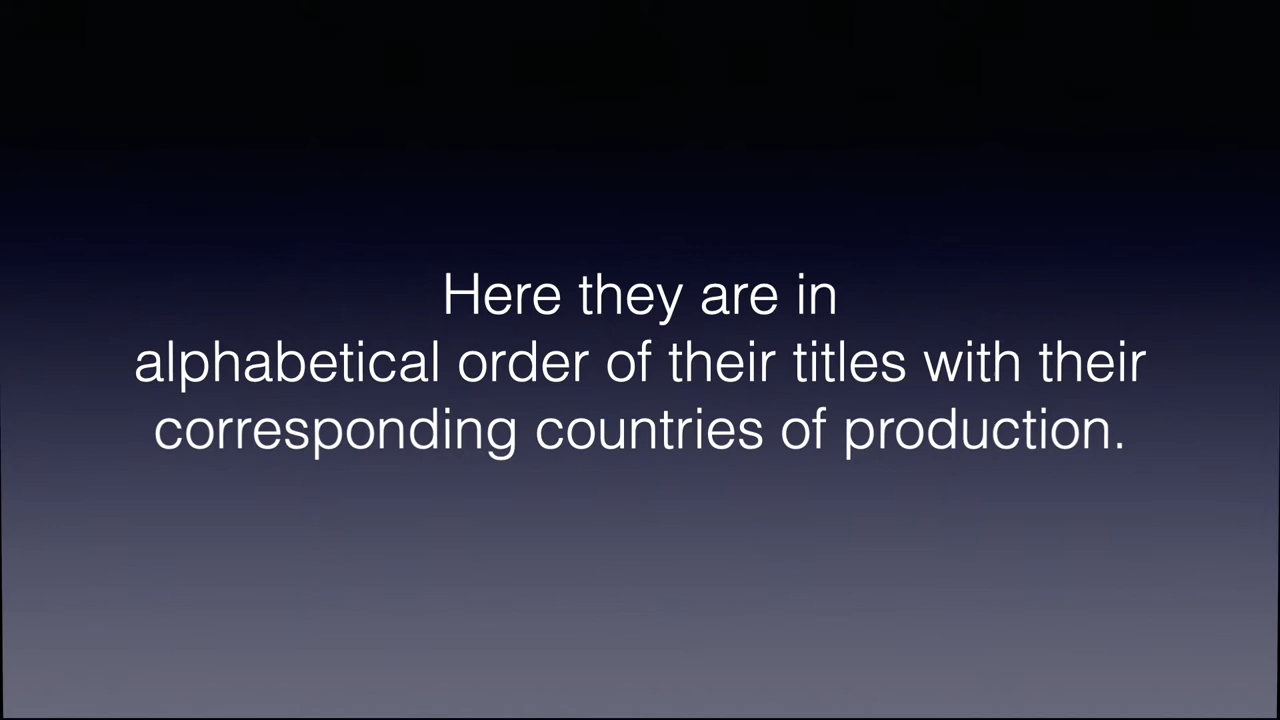 Here they are in
alphabetical order of their titles with their
corresponding countries of production.